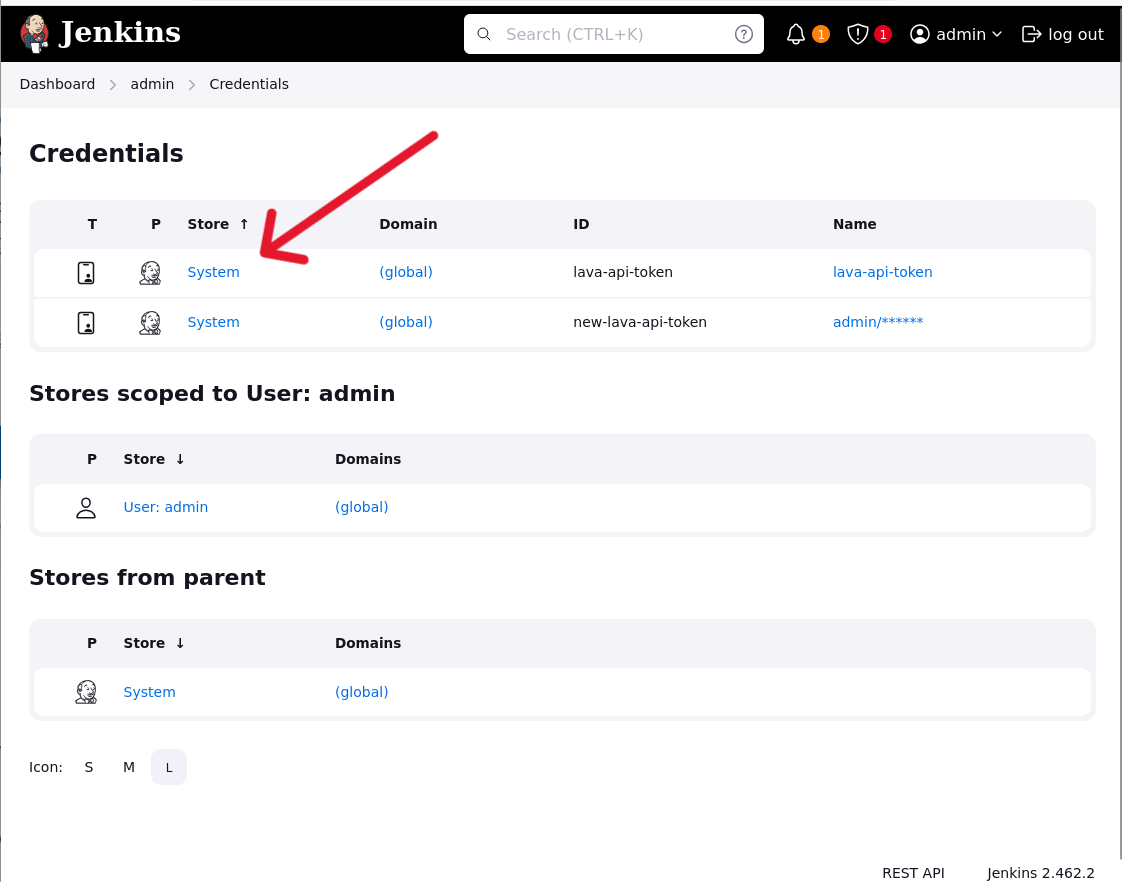 Jenkins Search (CTRL+K) ? 1 1 admin log out
Dashboard admin Credentials
Credentials
T P Store ↑ Domain ID Name
System (global) lava-api-token lava-api-token
System (global) new-lava-api-token admin/******
Stores scoped to User: admin
P Store ↓ Domains
User: admin (global)
Stores from parent
P Store ↓ Domains
System (global)
Icon: S M L
REST API Jenkins 2.462.2